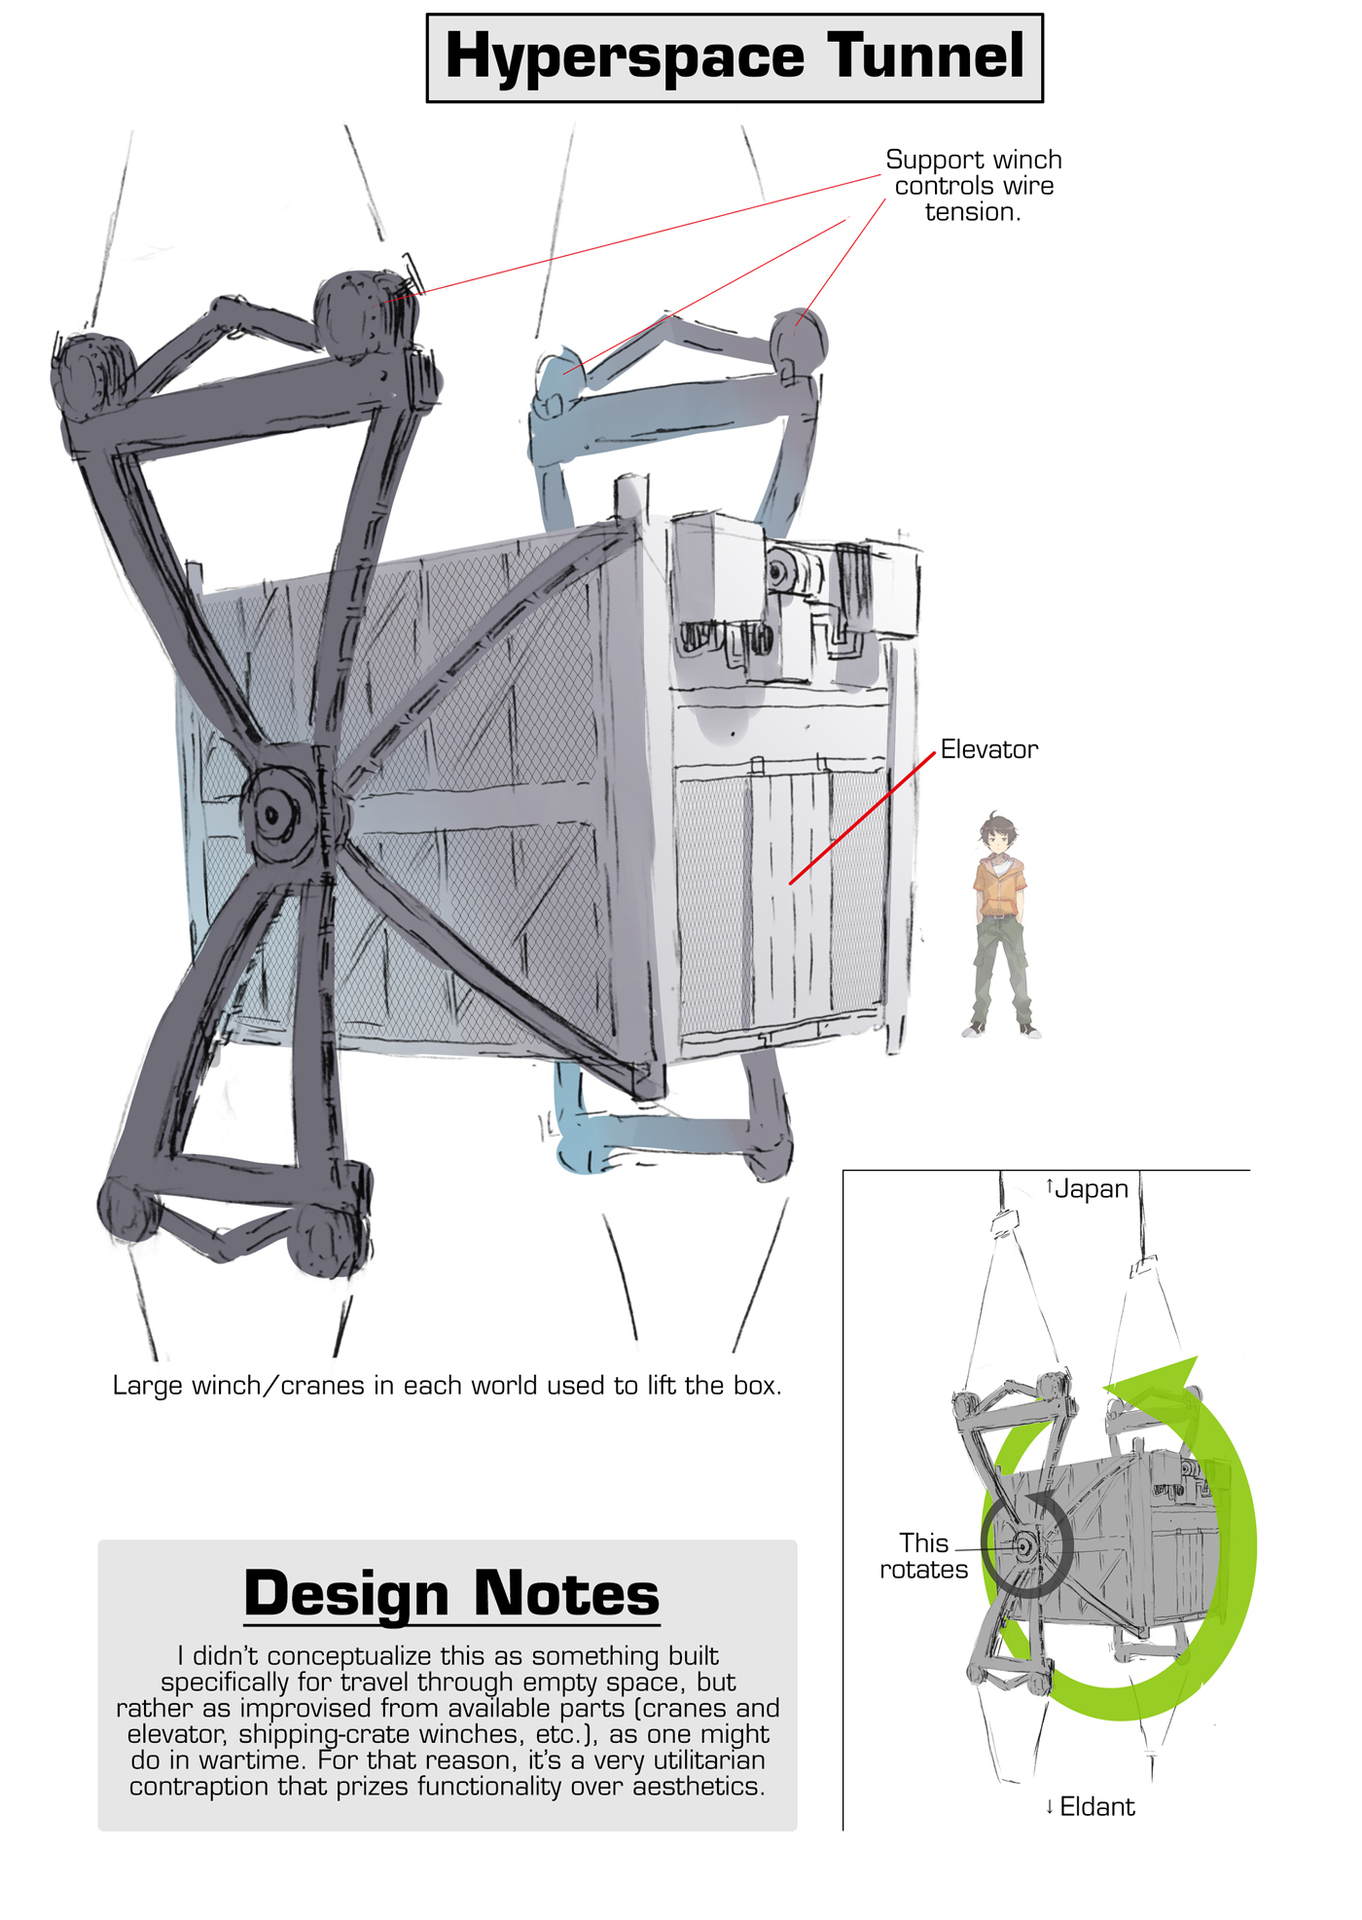 Hyperspace Tunnel
Support winch
controls wire
tension.
Elevator
Large winch/cranes in each world used to lift the box.
↑Japan
This
rotates
↓Eldant
Design Notes
I didn’t conceptualize this as something built
specifically for travel through empty space, but
rather as improvised from available parts (cranes and
elevator, shipping-crate winches, etc.), as one might
do in wartime. For that reason, it’s a very utilitarian
contraption that prizes functionality over aesthetics.